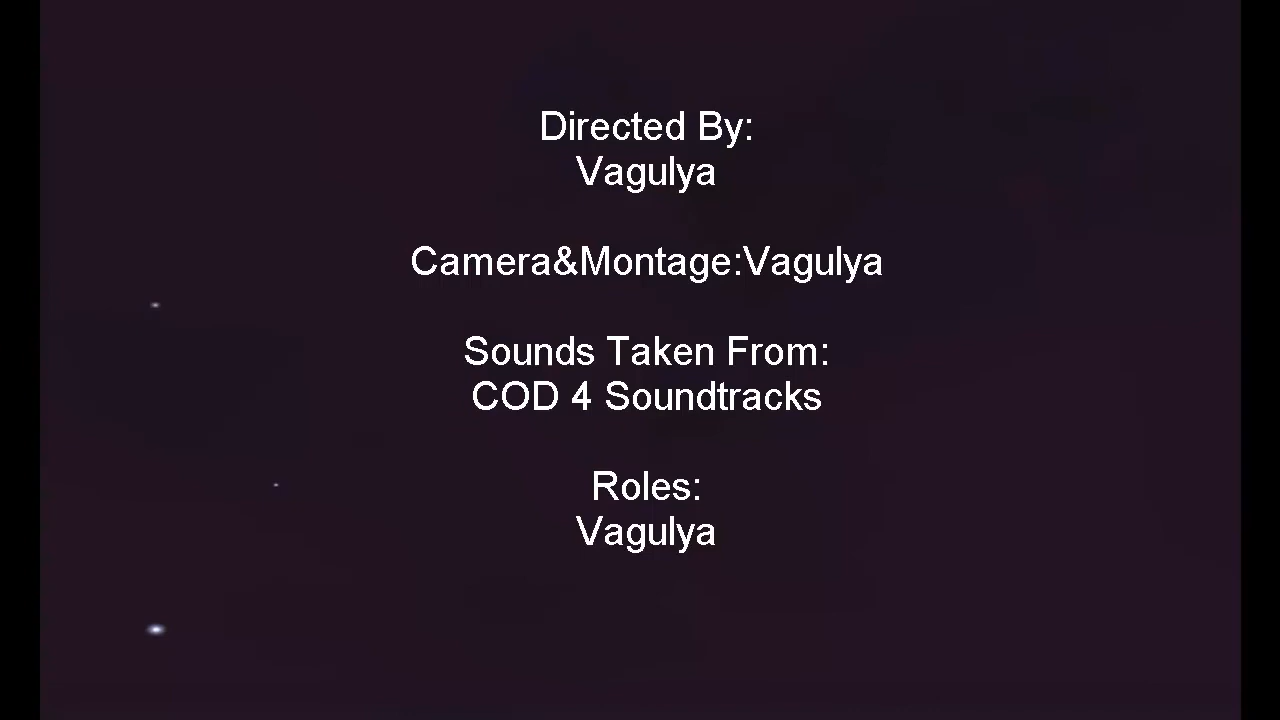 Directed By:
Vagulya
Camera&Montage:Vagulya
Sounds Taken From:
COD 4 Soundtracks
Roles:
Vagulya